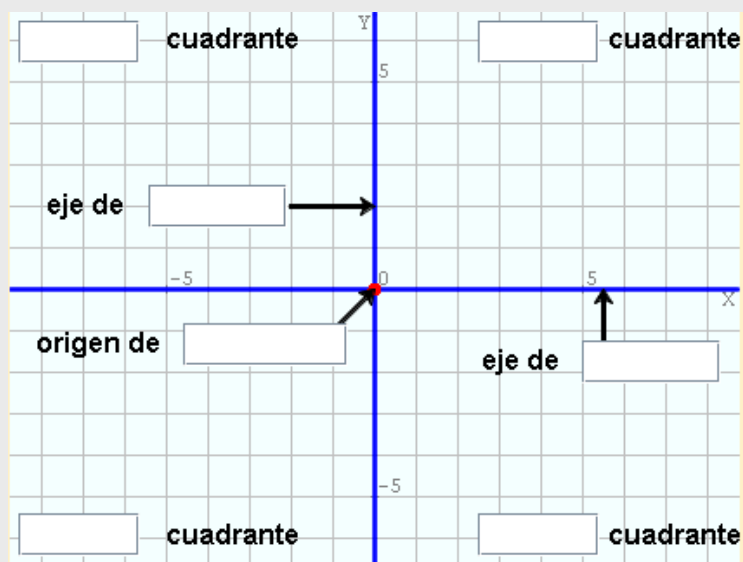 cuadrante cuadrante
Y
5
eje de
-5 0 5
X
origen de
eje de
-5
cuadrante cuadrante